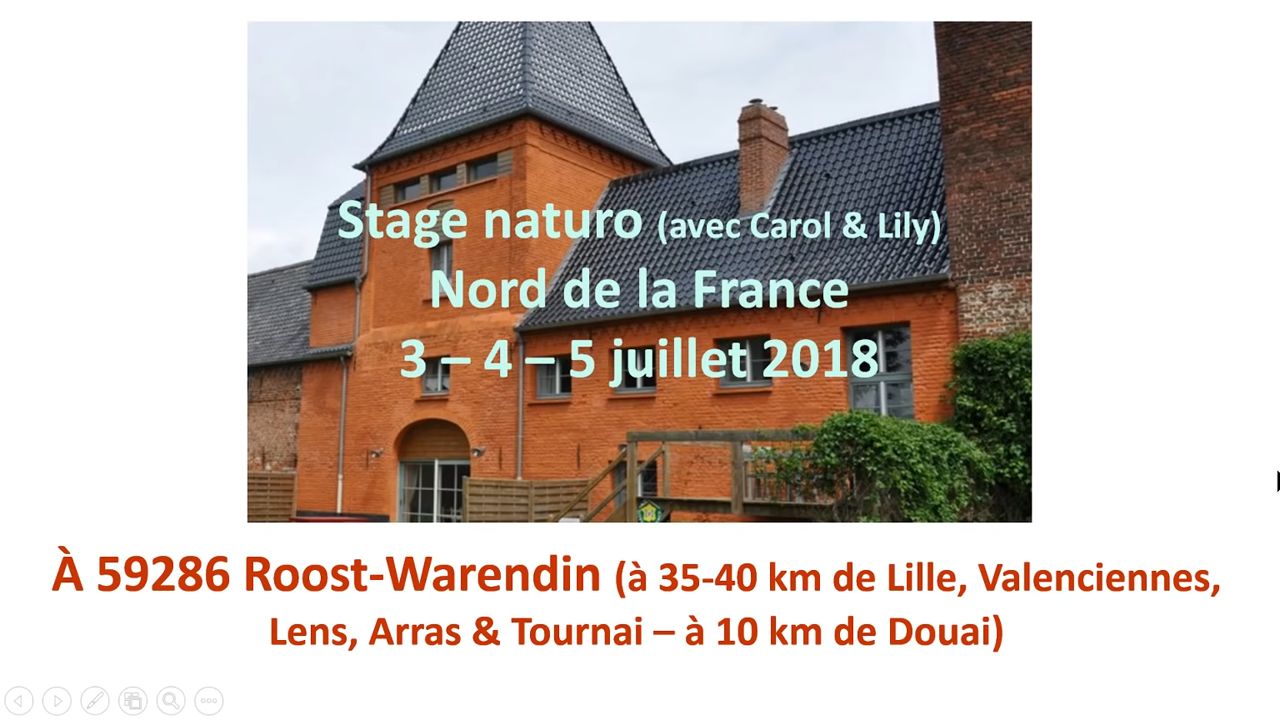 Stage naturo (avec Carol & Lily)
Nord de la France
3 – 4 – 5 juillet 2018
À 59286 Roost-Warendin (à 35-40 km de Lille, Valenciennes,
Lens, Arras & Tournai – à 10 km de Douai)